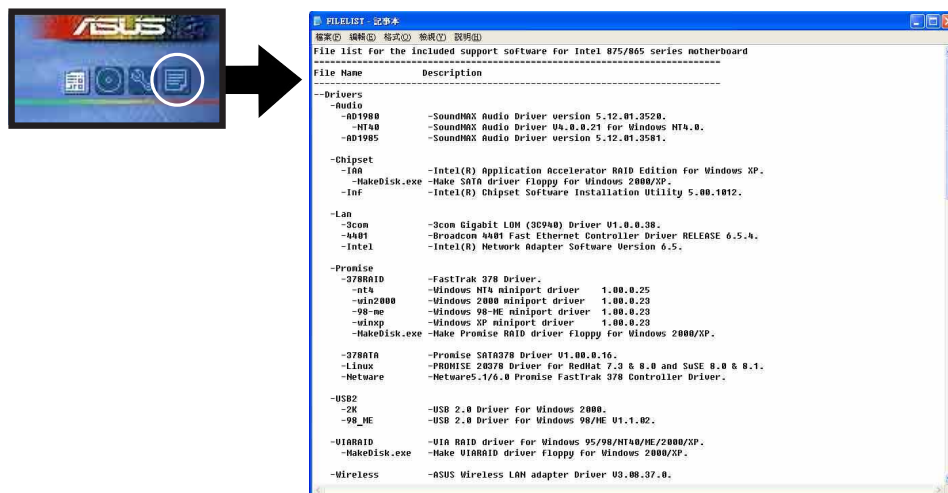 ASUS
FILELIST - 記事本
檔案(F) 編輯(E) 格式(O) 檢視(V) 說明(H)
File list for the included support software for Intel 875/865 series motherboard
--------------------------------------------------------------------------------
File Name Description
--------------------------------------------------------------------------------
--Drivers
-Audio
-AD1980 -SoundMAX Audio Driver version 5.12.01.3520.
-NT40 -SoundMAX Audio Driver V4.0.0.21 for Windows NT4.0.
-AD1985 -SoundMAX Audio Driver version 5.12.01.3581.
-Chipset
-IAA -Intel(R) Application Accelerator RAID Edition for Windows XP.
-MakeDisk.exe -Make SATA driver floppy for Windows 2000/XP.
-Inf -Intel(R) Chipset Software Installation Utility 5.00.1012.
-Lan
-3com -3com Gigabit LOM (3C940) Driver V1.0.0.38.
-4401 -Broadcom 4401 Fast Ethernet Controller Driver RELEASE 6.5.4.
-Intel -Intel(R) Network Adapter Software Version 6.5.
-Promise
-378RAID -FastTrak 378 Driver.
-nt4 -Windows NT4 miniport driver 1.00.0.25
-win2000 -Windows 2000 miniport driver 1.00.0.23
-98-me -Windows 98-ME miniport driver 1.00.0.23
-winxp -Windows XP miniport driver 1.00.0.23
-MakeDisk.exe -Make Promise RAID driver floppy for Windows 2000/XP.
-378ATA -Promise SATA378 Driver V1.00.0.16.
-Linux -PROMISE 20378 Driver for RedHat 7.3 & 8.0 and SuSE 8.0 & 8.1.
-Netware -Netware5.1/6.0 Promise FastTrak 378 Controller Driver.
-USB2
-2K -USB 2.0 Driver for Windows 2000.
-98_ME -USB 2.0 Driver for Windows 98/ME V1.1.02.
-VIARAID -VIA RAID driver for Windows 95/98/NT40/ME/2000/XP.
-MakeDisk.exe -Make VIARAID driver floppy for Windows 2000/XP.
-Wireless -ASUS Wireless LAN adapter Driver V3.08.37.0.